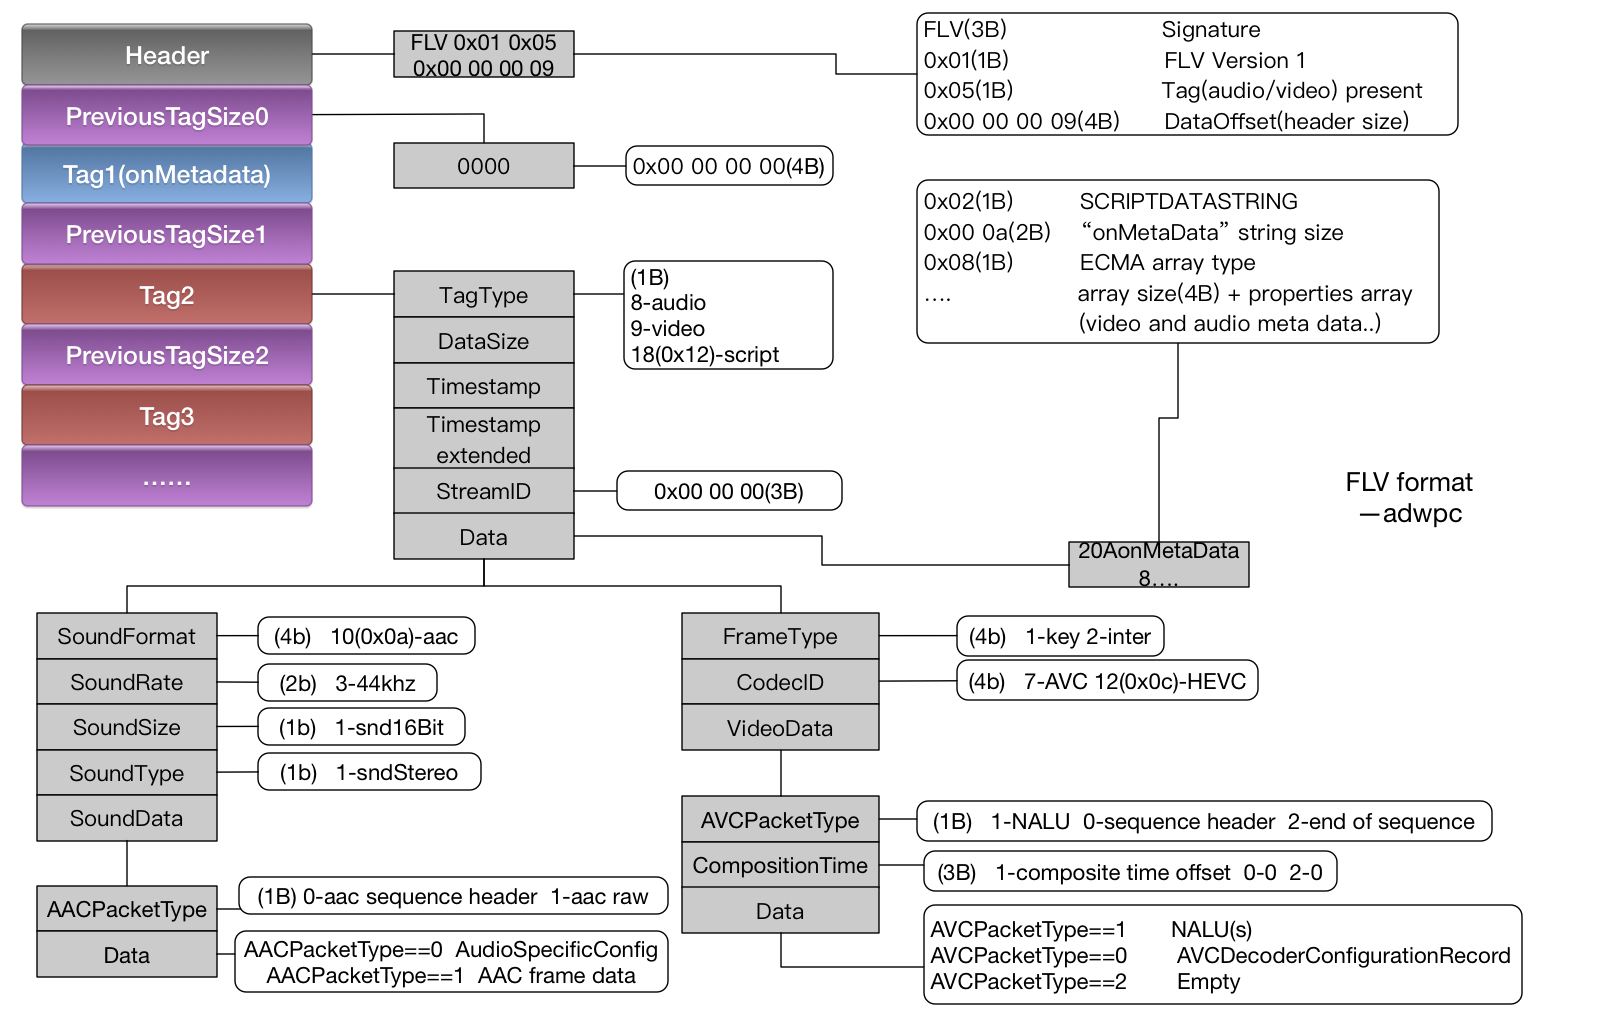 Header
PreviousTagSize0
Tag1(onMetadata)
PreviousTagSize1
Tag2
PreviousTagSize2
Tag3
......
FLV 0x01 0x05
0x00 00 00 09
FLV(3B) Signature
0x01(1B) FLV Version 1
0x05(1B) Tag(audio/video) present
0x00 00 00 09(4B) DataOffset(header size)
0000
0x00 00 00 00(4B)
0x02(1B) SCRIPTDATASTRING
0x00 0a(2B) “onMetaData” string size
0x08(1B) ECMA array type
.... array size(4B) + properties array
(video and audio meta data..)
TagType
DataSize
Timestamp
Timestamp
extended
StreamID
Data
(1B)
8-audio
9-video
18(0x12)-script
0x00 00 00(3B)
FLV format
—adwpc
20AonMetaData
8....
SoundFormat
SoundRate
SoundSize
SoundType
SoundData
(4b) 10(0x0a)-aac
(2b) 3-44khz
(1b) 1-snd16Bit
(1b) 1-sndStereo
AACPacketType
Data
(1B) 0-aac sequence header 1-aac raw
AACPacketType==0 AudioSpecificConfig
AACPacketType==1 AAC frame data
FrameType
CodecID
VideoData
(4b) 1-key 2-inter
(4b) 7-AVC 12(0x0c)-HEVC
AVCPacketType
CompositionTime
Data
(1B) 1-NALU 0-sequence header 2-end of sequence
(3B) 1-composite time offset 0-0 2-0
AVCPacketType==1 NALU(s)
AVCPacketType==0 AVCDecoderConfigurationRecord
AVCPacketType==2 Empty